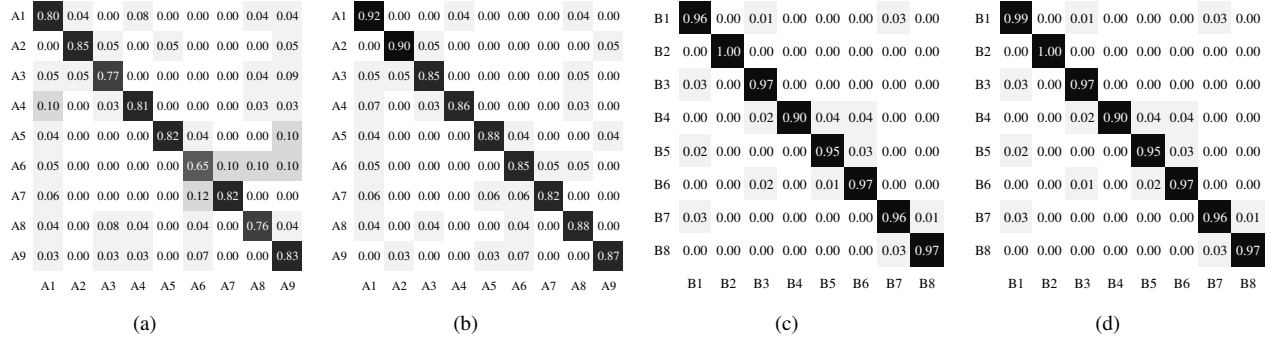 A1 0.80 0.04 0.00 0.08 0.00 0.00 0.00 0.04 0.04
A2 0.00 0.85 0.05 0.00 0.05 0.00 0.00 0.00 0.05
A3 0.05 0.05 0.77 0.00 0.00 0.00 0.00 0.04 0.09
A4 0.10 0.00 0.03 0.81 0.00 0.00 0.00 0.03 0.03
A5 0.04 0.00 0.00 0.00 0.82 0.04 0.00 0.00 0.10
A6 0.05 0.00 0.00 0.00 0.00 0.65 0.10 0.10 0.10
A7 0.06 0.00 0.00 0.00 0.00 0.12 0.82 0.00 0.00
A8 0.04 0.00 0.08 0.04 0.00 0.04 0.00 0.76 0.04
A9 0.03 0.00 0.03 0.03 0.00 0.07 0.00 0.00 0.83
A1 A2 A3 A4 A5 A6 A7 A8 A9
(a)
A1 0.92 0.00 0.00 0.04 0.00 0.00 0.00 0.04 0.00
A2 0.00 0.90 0.05 0.00 0.00 0.00 0.00 0.00 0.05
A3 0.05 0.05 0.85 0.00 0.00 0.00 0.00 0.05 0.00
A4 0.07 0.00 0.03 0.86 0.00 0.00 0.00 0.03 0.00
A5 0.04 0.00 0.00 0.00 0.88 0.04 0.00 0.00 0.04
A6 0.05 0.00 0.00 0.00 0.00 0.85 0.05 0.05 0.00
A7 0.06 0.00 0.00 0.00 0.06 0.06 0.82 0.00 0.00
A8 0.04 0.00 0.04 0.00 0.00 0.04 0.00 0.88 0.00
A9 0.00 0.03 0.00 0.00 0.03 0.07 0.00 0.00 0.87
A1 A2 A3 A4 A5 A6 A7 A8 A9
(b)
B1 0.96 0.00 0.01 0.00 0.00 0.00 0.03 0.00
B2 0.00 1.00 0.00 0.00 0.00 0.00 0.00 0.00
B3 0.03 0.00 0.97 0.00 0.00 0.00 0.00 0.00
B4 0.00 0.00 0.02 0.90 0.04 0.04 0.00 0.00
B5 0.02 0.00 0.00 0.00 0.95 0.03 0.00 0.00
B6 0.00 0.00 0.02 0.00 0.01 0.97 0.00 0.00
B7 0.03 0.00 0.00 0.00 0.00 0.00 0.96 0.01
B8 0.00 0.00 0.00 0.00 0.00 0.00 0.03 0.97
B1 B2 B3 B4 B5 B6 B7 B8
(c)
B1 0.99 0.00 0.01 0.00 0.00 0.00 0.03 0.00
B2 0.00 1.00 0.00 0.00 0.00 0.00 0.00 0.00
B3 0.03 0.00 0.97 0.00 0.00 0.00 0.00 0.00
B4 0.00 0.00 0.02 0.90 0.04 0.04 0.00 0.00
B5 0.02 0.00 0.00 0.00 0.95 0.03 0.00 0.00
B6 0.00 0.00 0.01 0.00 0.02 0.97 0.00 0.00
B7 0.03 0.00 0.00 0.00 0.00 0.00 0.96 0.01
B8 0.00 0.00 0.00 0.00 0.00 0.00 0.03 0.97
B1 B2 B3 B4 B5 B6 B7 B8
(d)